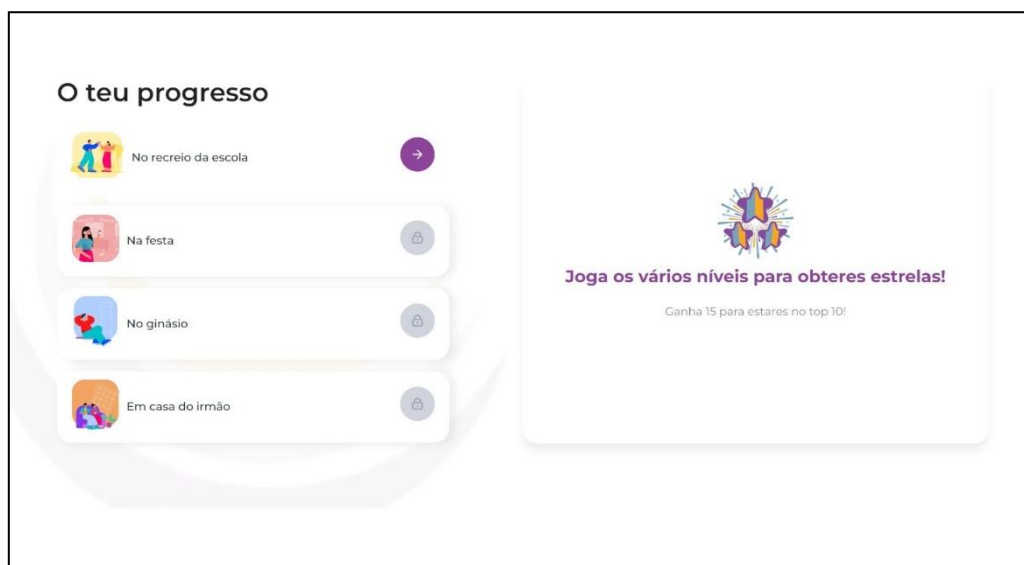 O teu progresso
No recreio da escola
Na festa
No ginásio
Em casa do irmão
Joga os vários níveis para obteres estrelas!
Ganha 15 para estares no top 10!